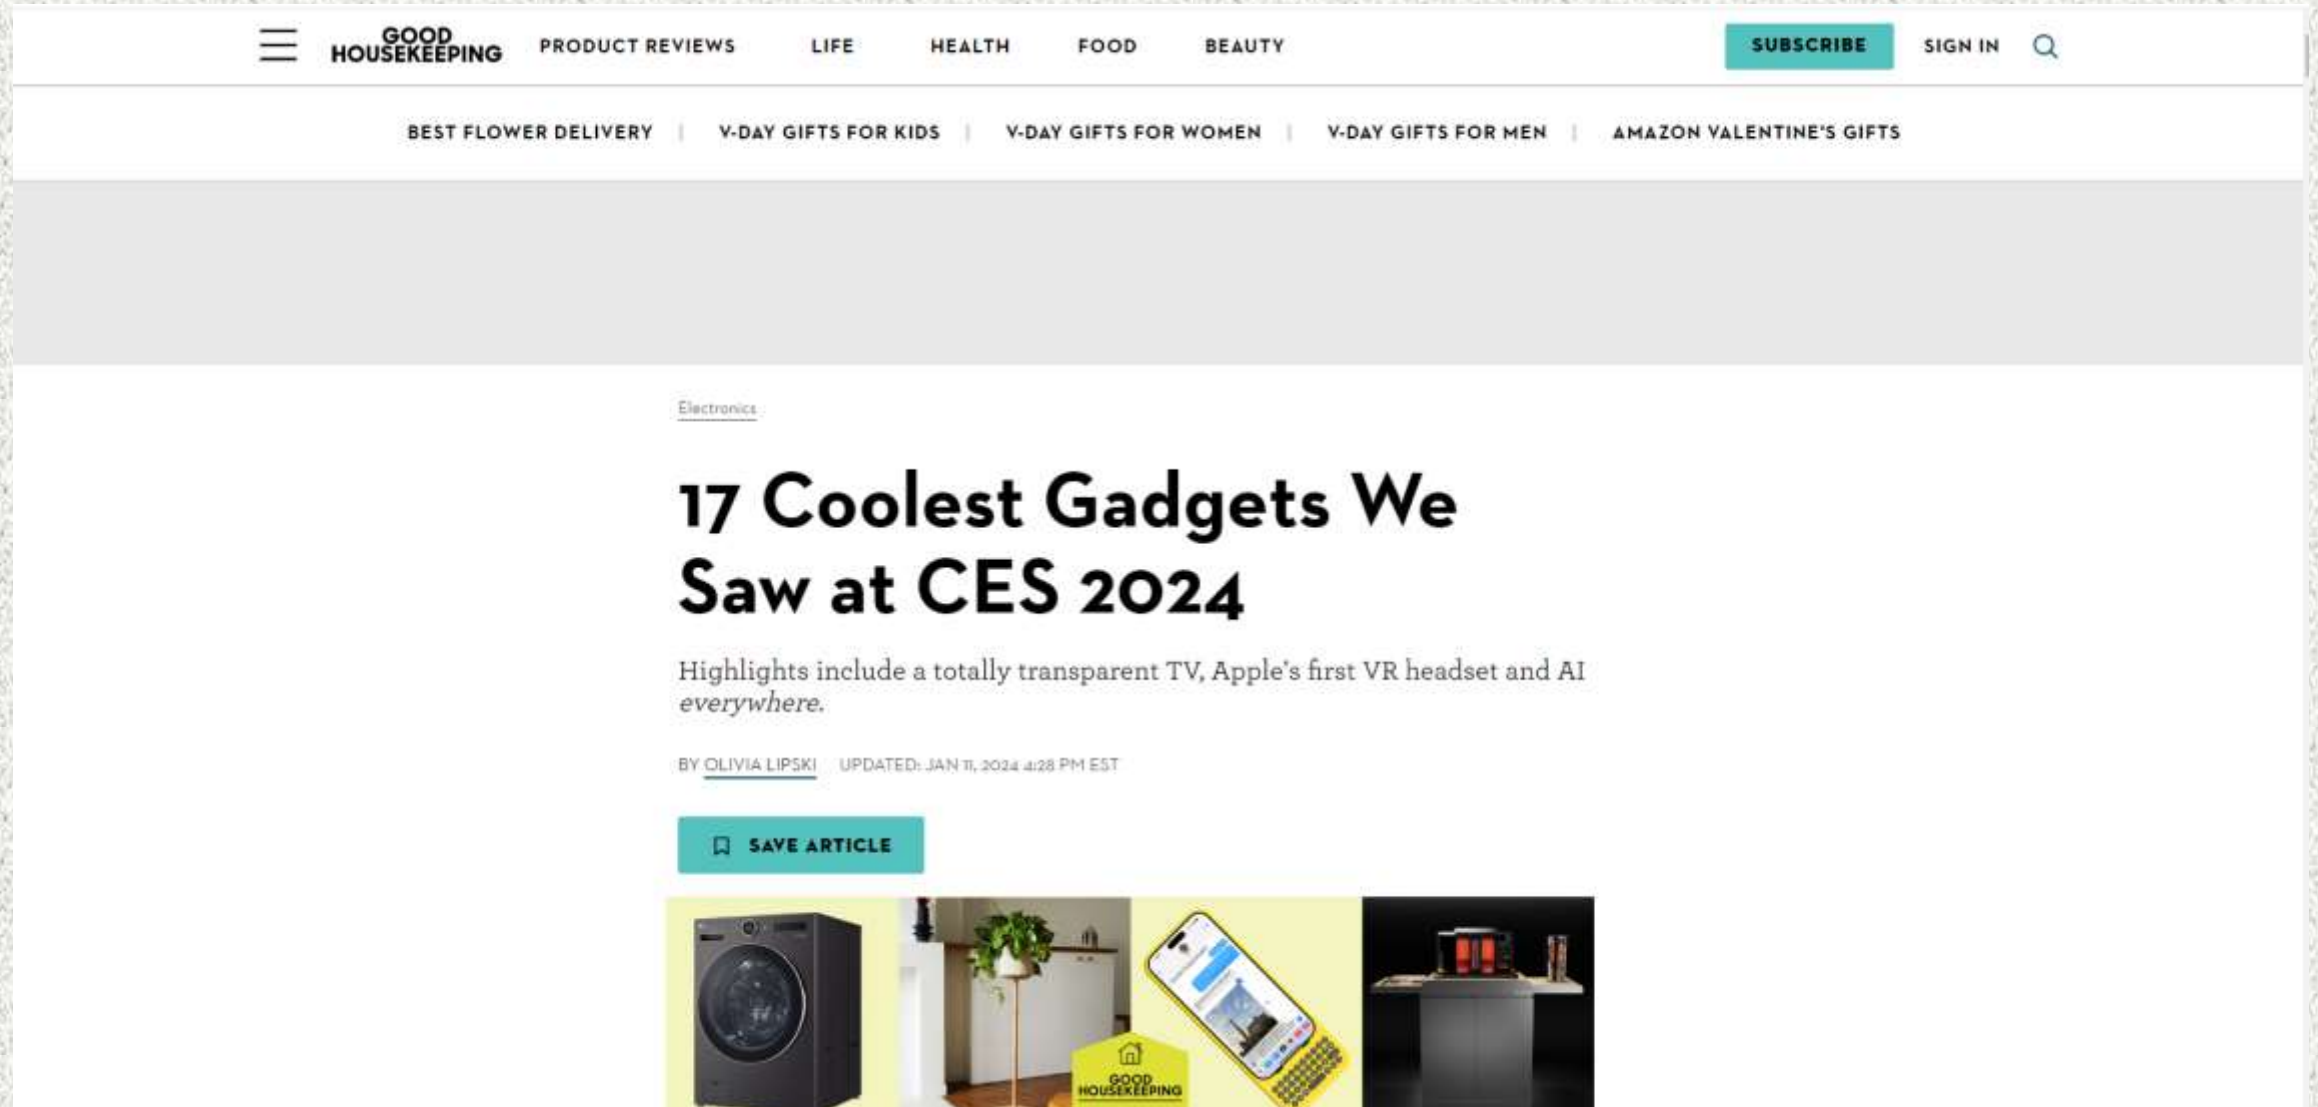 GOOD
HOUSEKEEPING
PRODUCT REVIEWS
LIFE
HEALTH
FOOD
BEAUTY
SUBSCRIBE
SIGN IN
BEST FLOWER DELIVERY
V-DAY GIFTS FOR KIDS
V-DAY GIFTS FOR WOMEN
V-DAY GIFTS FOR MEN
AMAZON VALENTINE'S GIFTS
Electronics
17 Coolest Gadgets We
Saw at CES 2024
Highlights include a totally transparent TV, Apple's first VR headset and AI
everywhere.
BY OLIVIA LIPSKI UPDATED: JAN 11, 2024 4:28 PM EST
SAVE ARTICLE
GOOD
HOUSEKEEPING